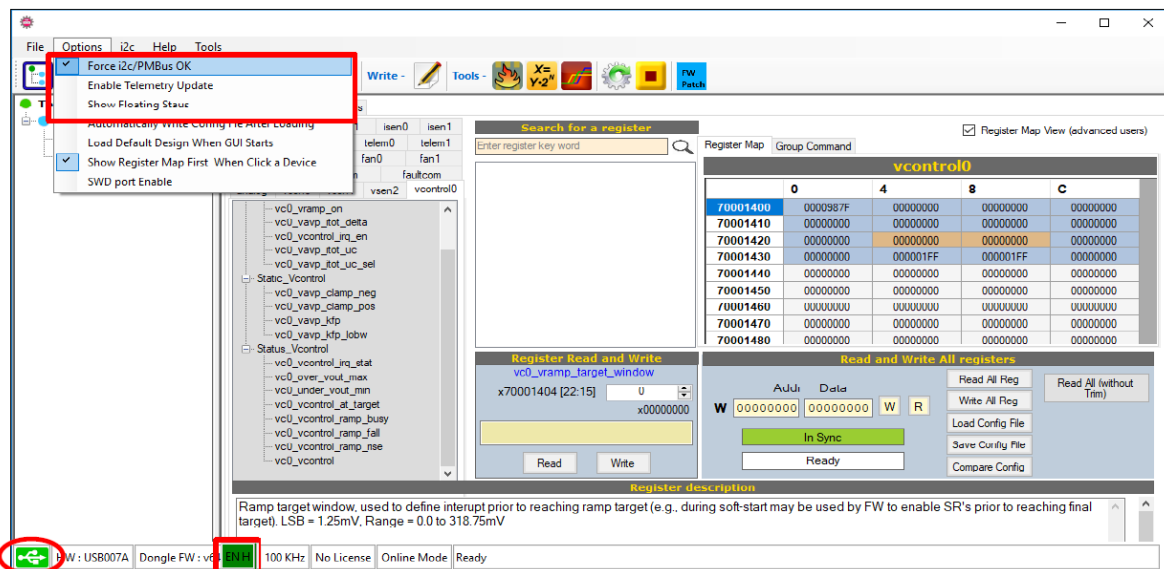 File Options i2c Help Tools
Force i2c/PMBus OK
Enable Telemetry Update
Show Floating Staus
Automatically Write Config File After Loading
Load Default Design When GUI Starts
Show Register Map First When Click a Device
SWD port Enable
Write - Tools - X= Y·2ⁿ FW Patch
isen0 isen1
telem0 telem1
fan0 fan1
faultcom
vsen2 vcontrol0
vc0_vramp_on
vc0_vavp_itot_delta
vc0_vcontrol_irq_en
vc0_vavp_itot_uc
vc0_vavp_itot_uc_sel
Static_Vcontrol
vc0_vavp_clamp_neg
vc0_vavp_clamp_pos
vc0_vavp_kfp
vc0_vavp_kfp_lobw
Status_Vcontrol
vc0_vcontrol_irq_stat
vc0_over_vout_max
vc0_under_vout_min
vc0_vcontrol_at_target
vc0_vcontrol_ramp_busy
vc0_vcontrol_ramp_fall
vc0_vcontrol_ramp_rise
vc0_vcontrol
Search for a register
Enter register key word
Register Map View (advanced users)
Register Map Group Command
vcontrol0
0 4 8 C
70001400 0000987F 00000000 00000000 00000000
70001410 00000000 00000000 00000000 00000000
70001420 00000000 00000000 00000000 00000000
70001430 00000000 000001FF 000001FF 00000000
70001440 00000000 00000000 00000000 00000000
70001450 00000000 00000000 00000000 00000000
70001460 00000000 00000000 00000000 00000000
70001470 00000000 00000000 00000000 00000000
70001480 00000000 00000000 00000000 00000000
Register Read and Write
vc0_vramp_target_window
x70001404 [22:15] 0
x00000000
Read Write
Read and Write All registers
Addr Data
W 00000000 00000000 W R
In Sync
Ready
Read All Reg
Write All Reg
Load Config File
Save Config File
Compare Config
Read All (without Trim)
Register description
Ramp target window, used to define interupt prior to reaching ramp target (e.g., during soft-start may be used by FW to enable SR's prior to reaching final
target). LSB = 1.25mV, Range = 0.0 to 318.75mV
HW : USB007A Dongle FW : EN H 100 KHz No License Online Mode Ready